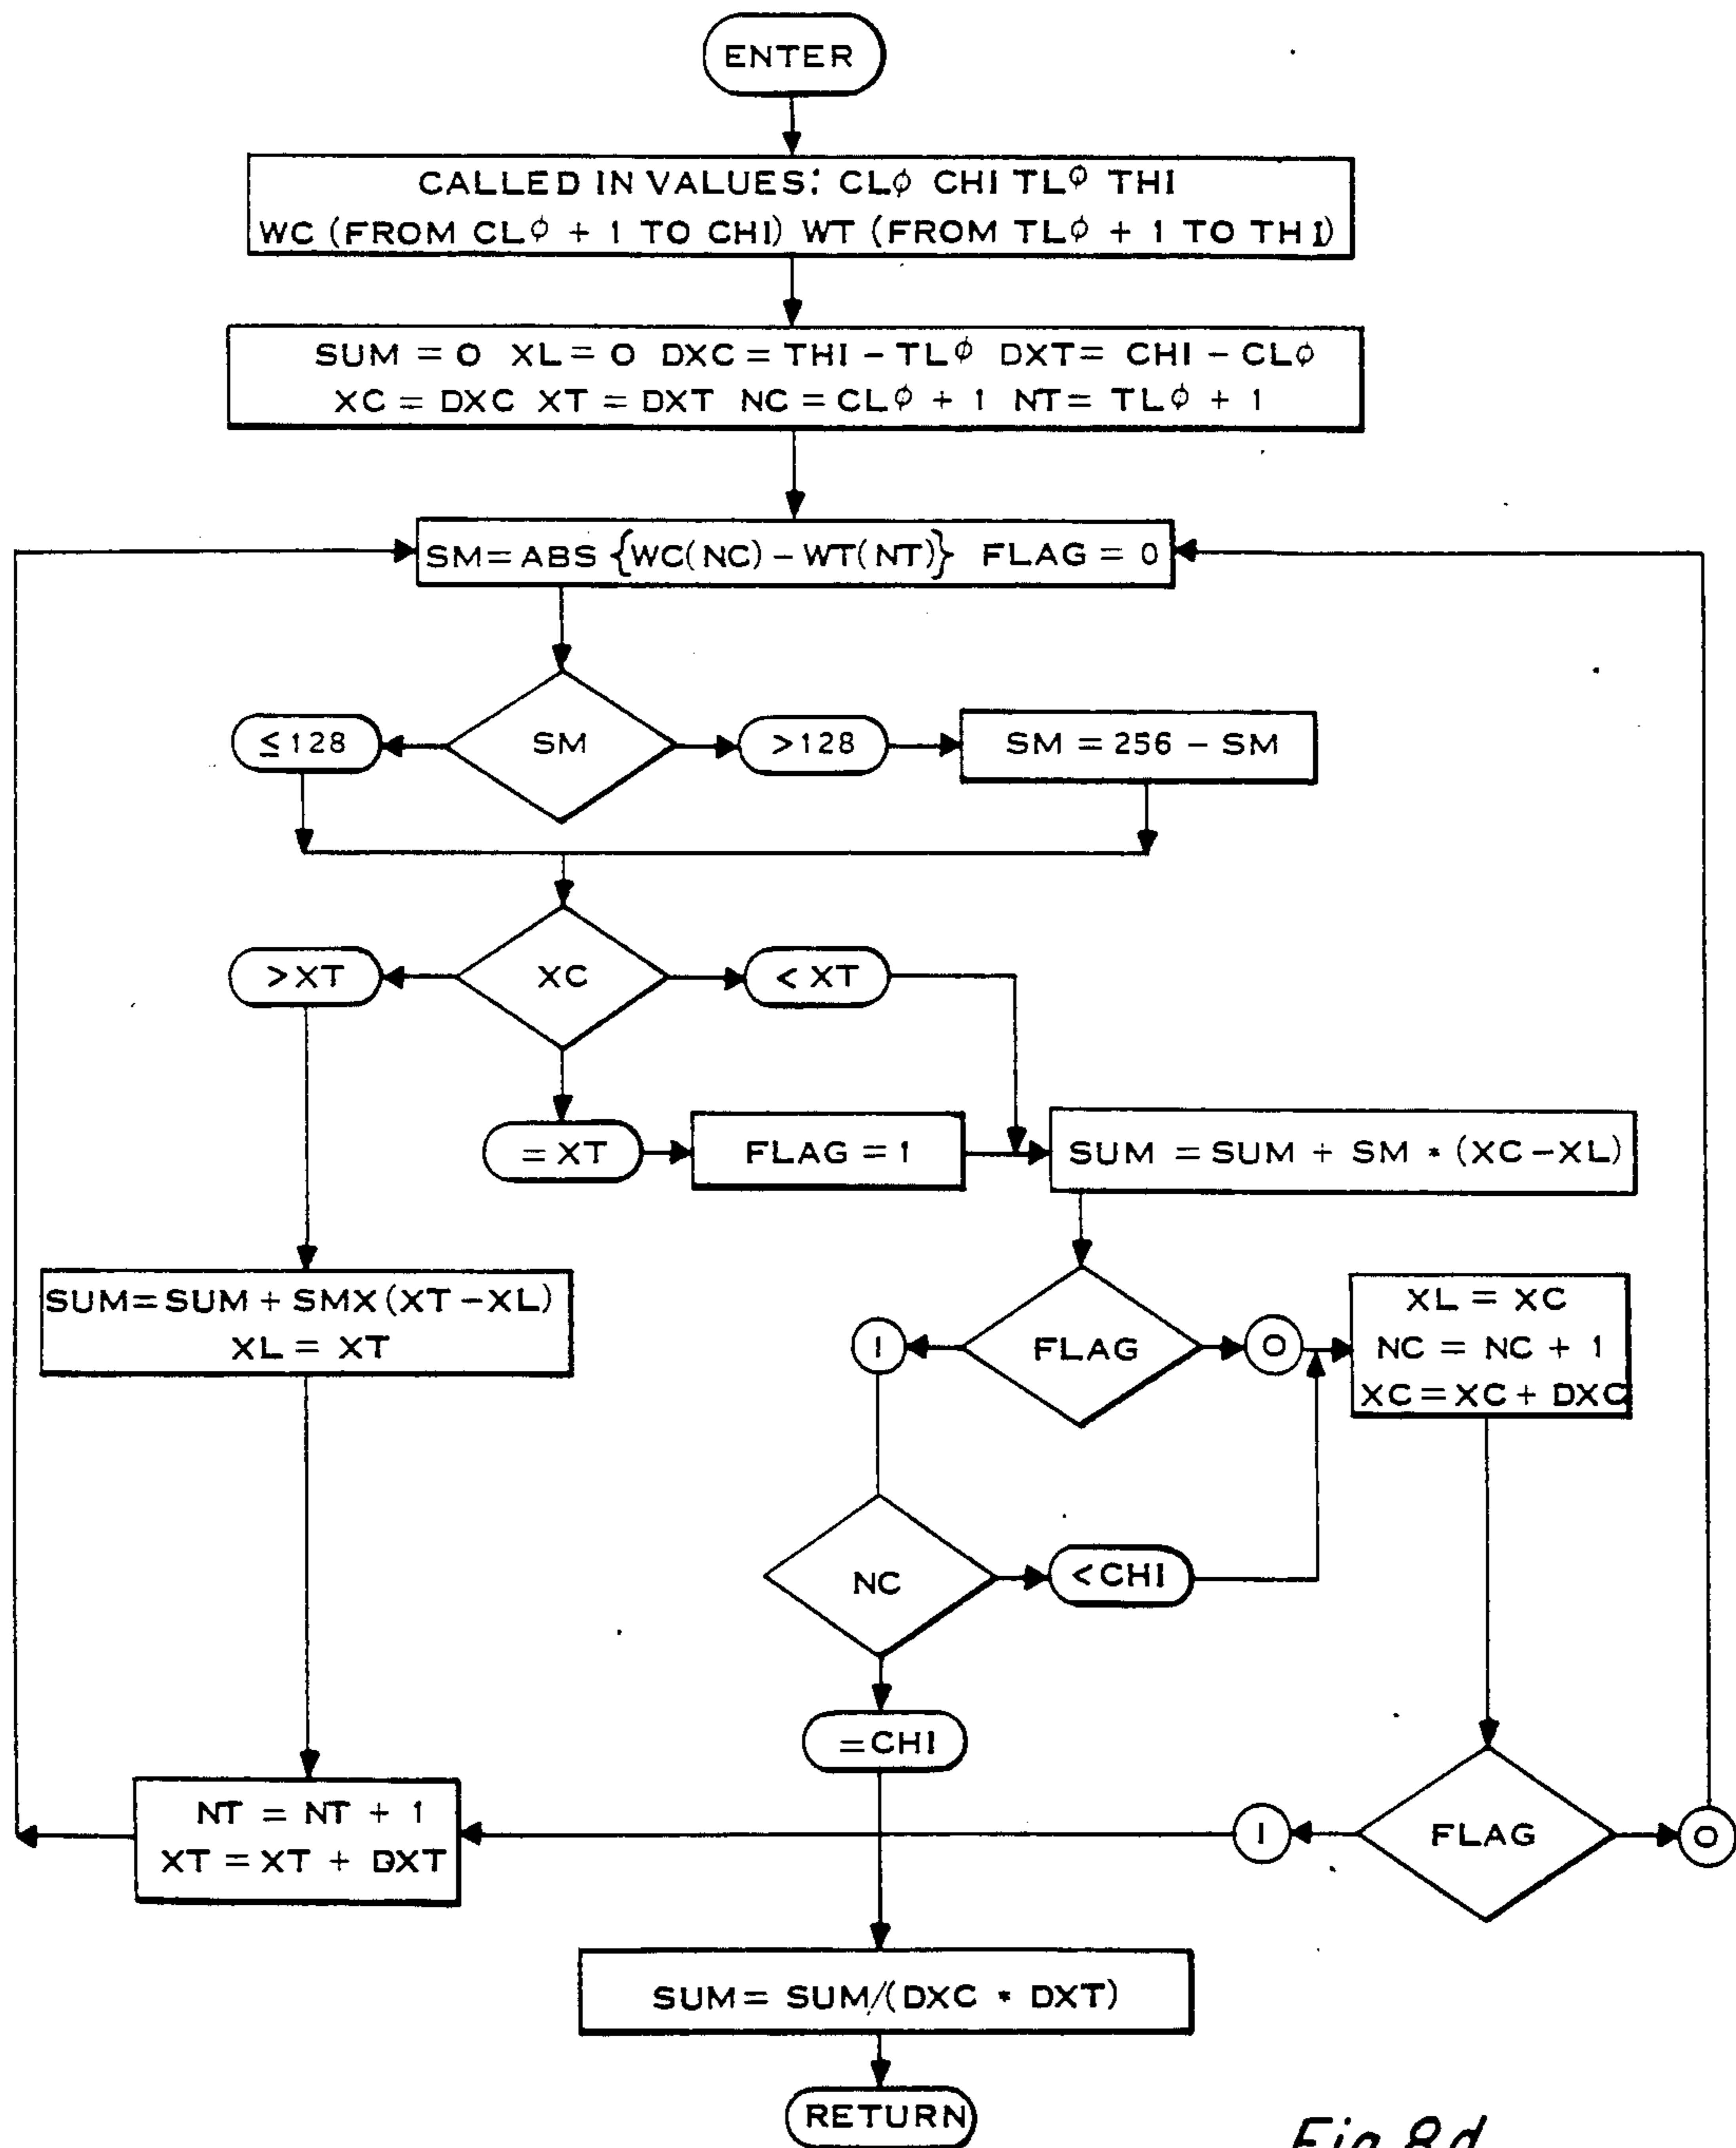 ENTER
CALLED IN VALUES: CLϕ CHI TLϕ THI
WC (FROM CLϕ + 1 TO CHI) WT (FROM TLϕ + 1 TO THI)
SUM = 0 XL = 0 DXC = THI - TLϕ DXT = CHI - CLϕ
XC = DXC XT = DXT NC = CLϕ + 1 NT = TLϕ + 1
SM = ABS {WC(NC) - WT(NT)} FLAG = 0
≤ 128
SM
> 128
SM = 256 - SM
> XT
XC
< XT
= XT
FLAG = 1
SUM = SUM + SM * (XC - XL)
SUM = SUM + SMX (XT - XL)
XL = XT
1
FLAG
0
XL = XC
NC = NC + 1
XC = XC + DXC
NC
< CHI
= CHI
NT = NT + 1
XT = XT + DXT
1
FLAG
0
SUM = SUM/(DXC * DXT)
RETURN
Fig 8d